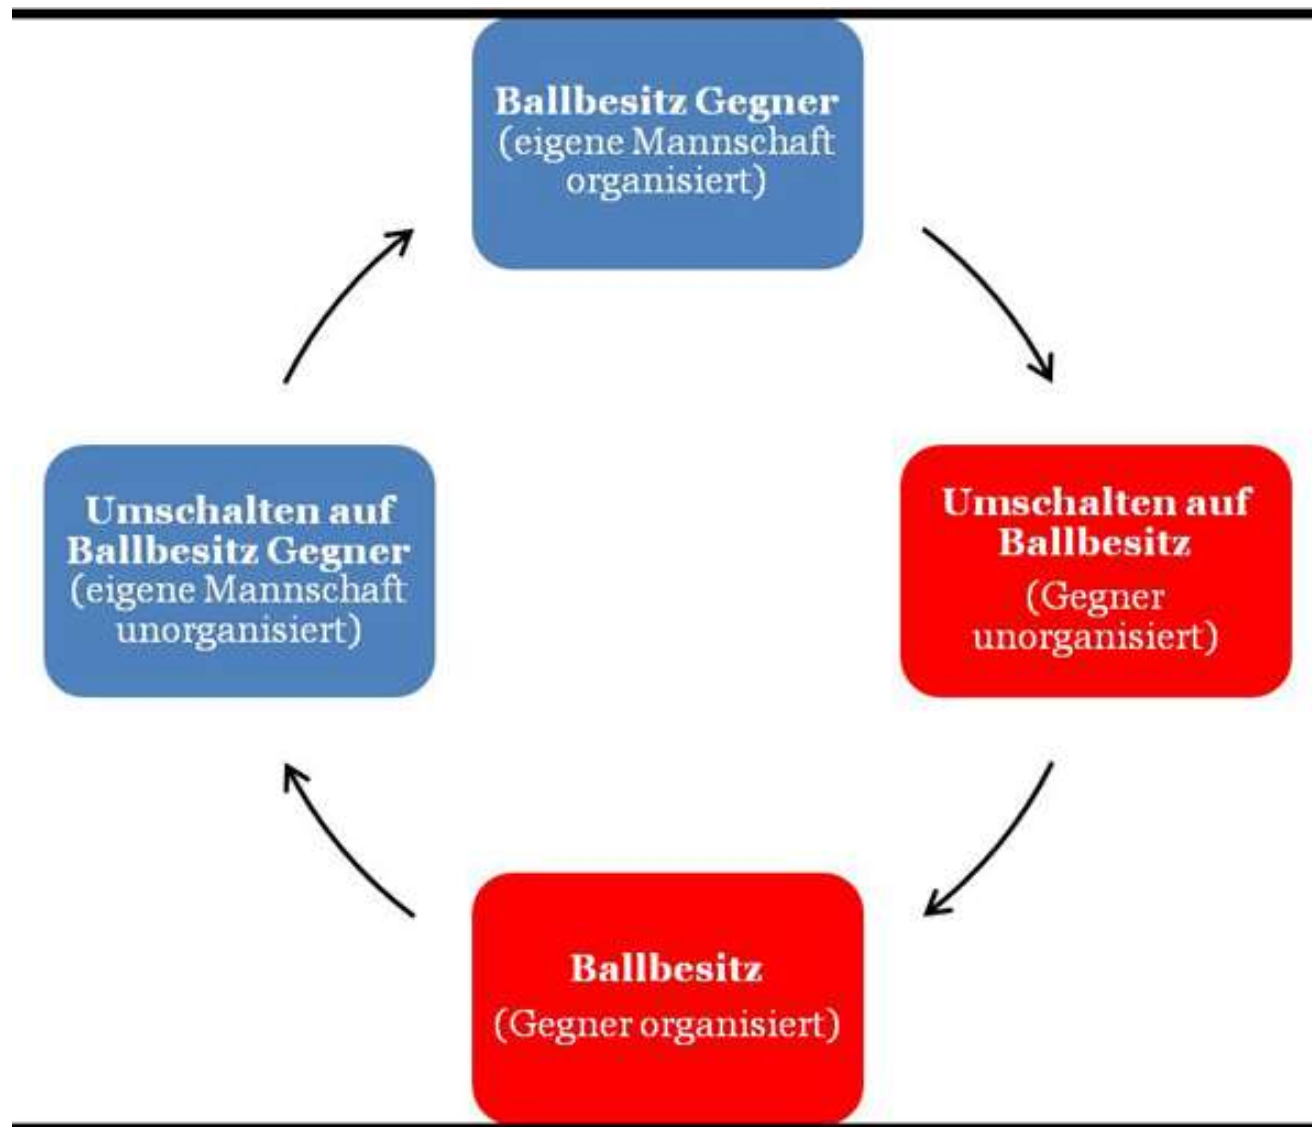 Ballbesitz Gegner
(eigene Mannschaft
organisiert)
Umschalten auf
Ballbesitz
(Gegner
unorganisiert)
Ballbesitz
(Gegner organisiert)
Umschalten auf
Ballbesitz Gegner
(eigene Mannschaft
unorganisiert)